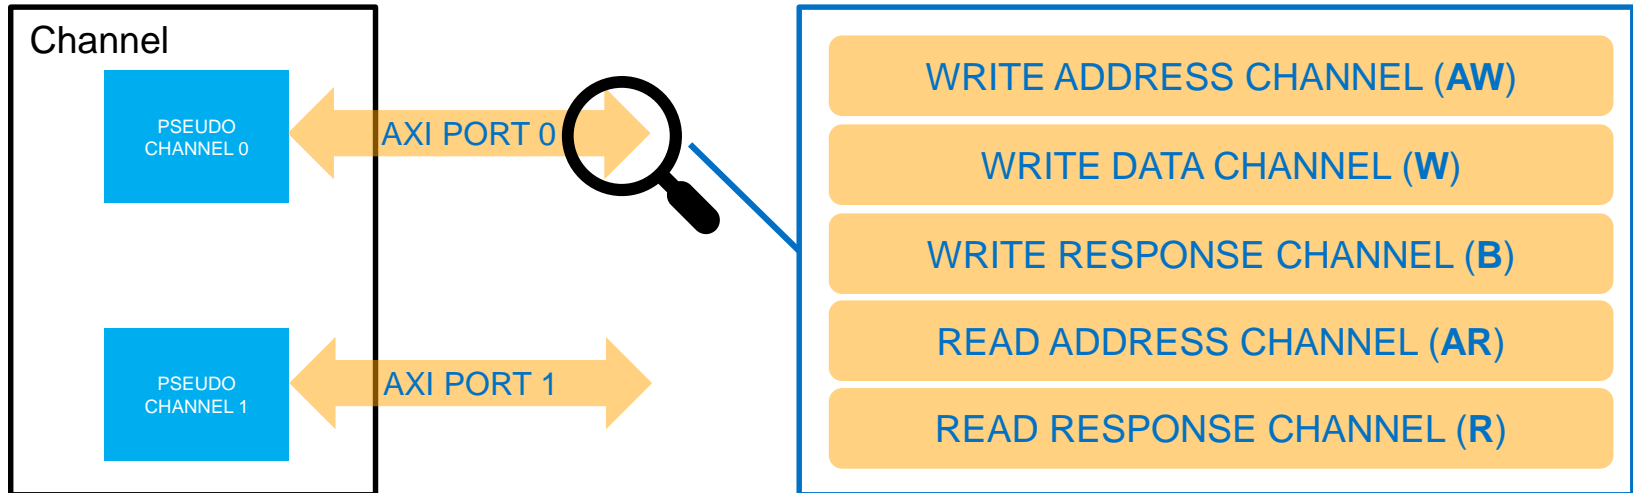 Channel
PSEUDO
CHANNEL 0
AXI PORT 0
PSEUDO
CHANNEL 1
AXI PORT 1
WRITE ADDRESS CHANNEL (AW)
WRITE DATA CHANNEL (W)
WRITE RESPONSE CHANNEL (B)
READ ADDRESS CHANNEL (AR)
READ RESPONSE CHANNEL (R)